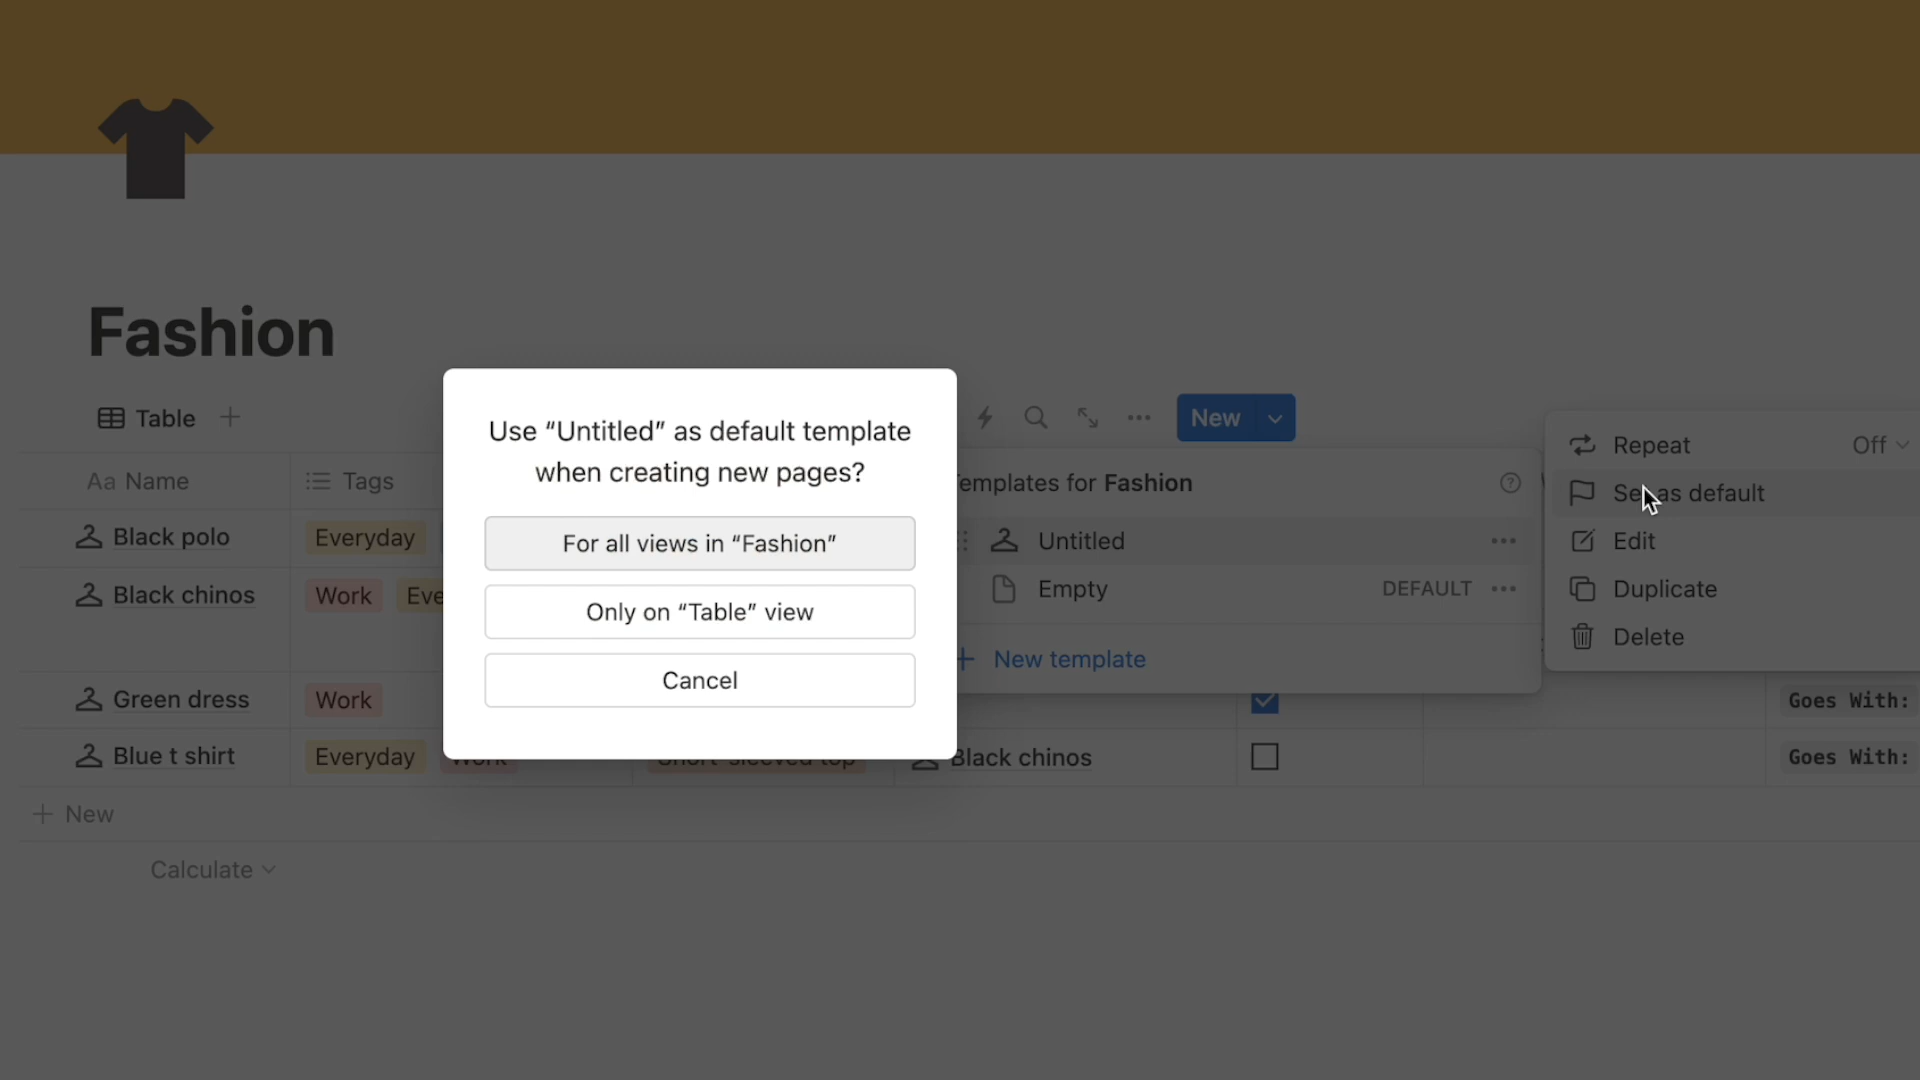 Fashion
Table
New
Aa Name
Tags
Black polo
Everyday
Black chinos
Work
Green dress
Work
Blue t shirt
Everyday
Black chinos
Goes With:
Goes With:
New
Calculate
Use “Untitled” as default template
when creating new pages?
For all views in “Fashion”
Only on “Table” view
Cancel
Templates for Fashion
Untitled
Empty
DEFAULT
New template
Repeat
Off
Set as default
Edit
Duplicate
Delete